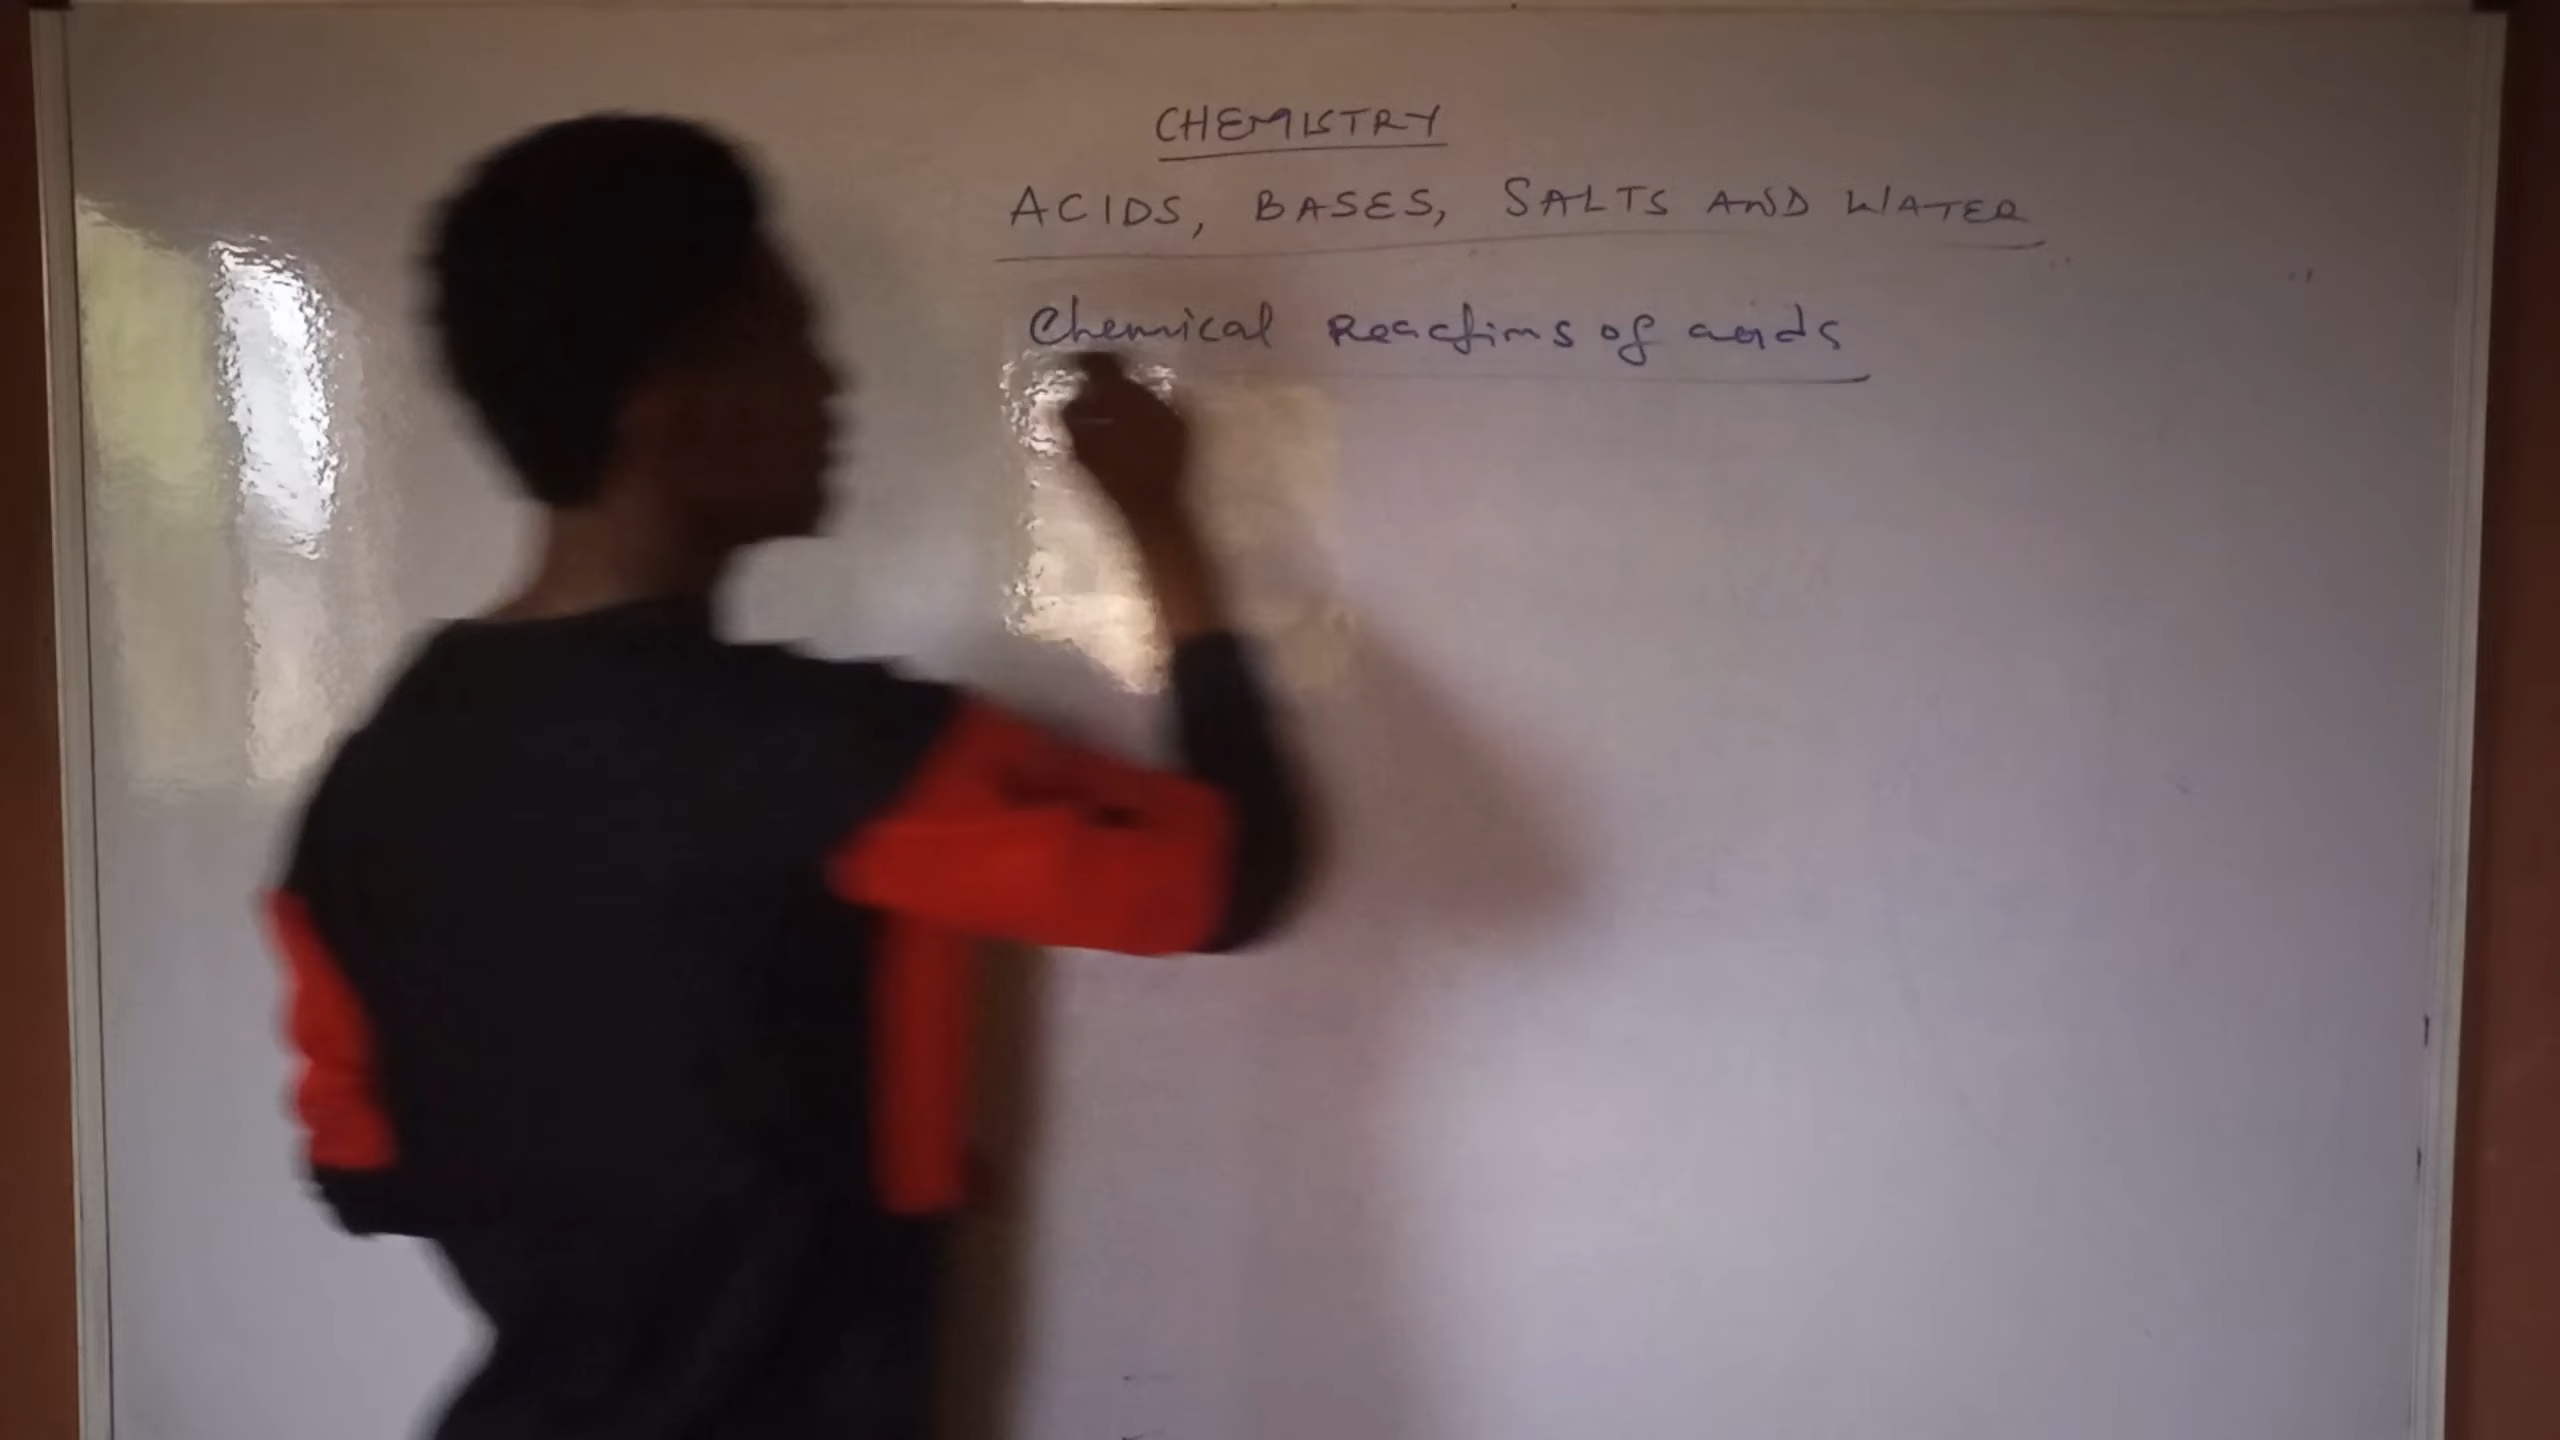 CHEMISTRY
ACIDS, BASES, SALTS AND WATER
Chemical Reactions of acids